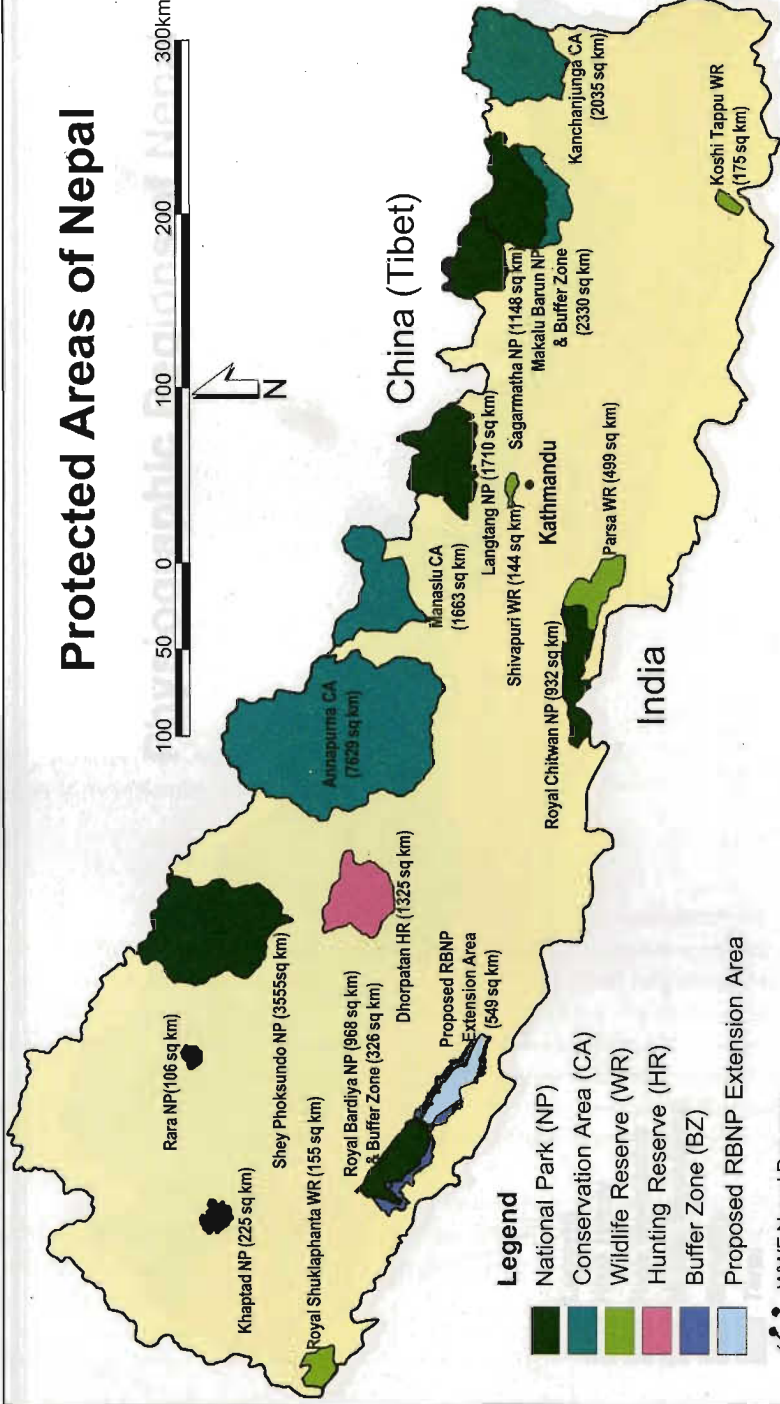 Protected Areas of Nepal
100
50
0
100
200
300km
N
China (Tibet)
India
Rara NP(106 sq km)
Khaptad NP (225 sq km)
Royal Shuklaphanta WR (155 sq km)
Shey Phoksundo NP (3555sq km)
Royal Bardiya NP (968 sq km)
& Buffer Zone (326 sq km)
Dhorpatan HR (1325 sq km)
Proposed RBNP
Extension Area
(549 sq km)
Annapurna CA
(7629 sq km)
Manaslu CA
(1663 sq km)
Langtang NP (1710 sq km)
Shivapuri WR (144 sq km)
Kathmandu
Royal Chitwan NP (932 sq km)
Parsa WR (499 sq km)
Sagarmatha NP (1148 sq km)
Makalu Barun NP
& Buffer Zone
(2330 sq km)
Kanchanjunga CA
(2035 sq km)
Koshi Tappu WR
(175 sq km)
Legend
National Park (NP)
Conservation Area (CA)
Wildlife Reserve (WR)
Hunting Reserve (HR)
Buffer Zone (BZ)
Proposed RBNP Extension Area